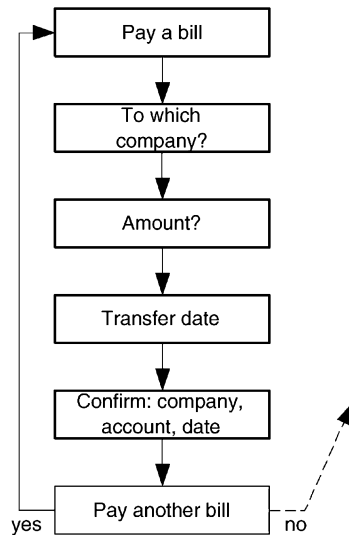 Pay a bill
To which
company?
Amount?
Transfer date
Confirm: company,
account, date
Pay another bill
yes
no